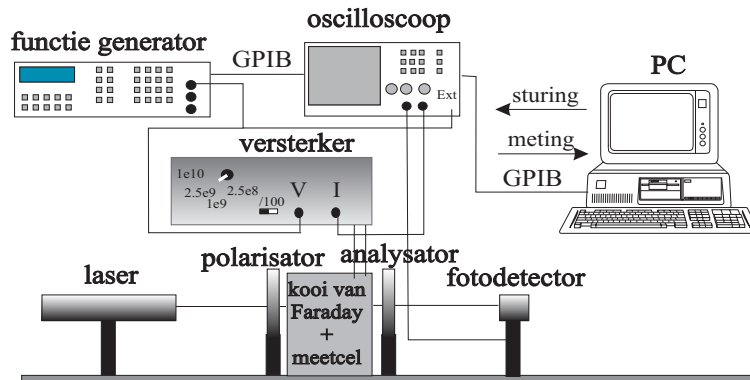 oscilloscoop
functie generator
GPIB
PC
Ext
sturing
meting
GPIB
versterker
1e10
2.5e9
1e9
2.5e8
/100
V
I
polarisator
analysator
laser
fotodetector
kooi van
Faraday
+
meetcel